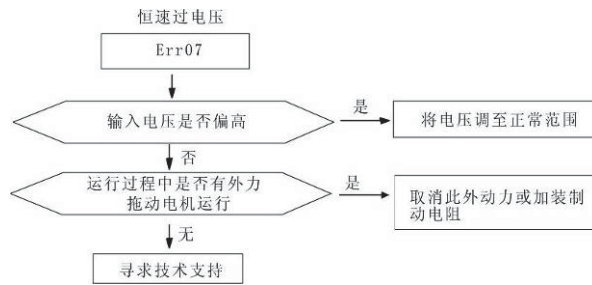 恒速过电压
Err07
输入电压是否偏高
是
将电压调至正常范围
否
运行过程中是否有外力
拖动电机运行
是
取消此外动力或加装制
动电阻
无
寻求技术支持